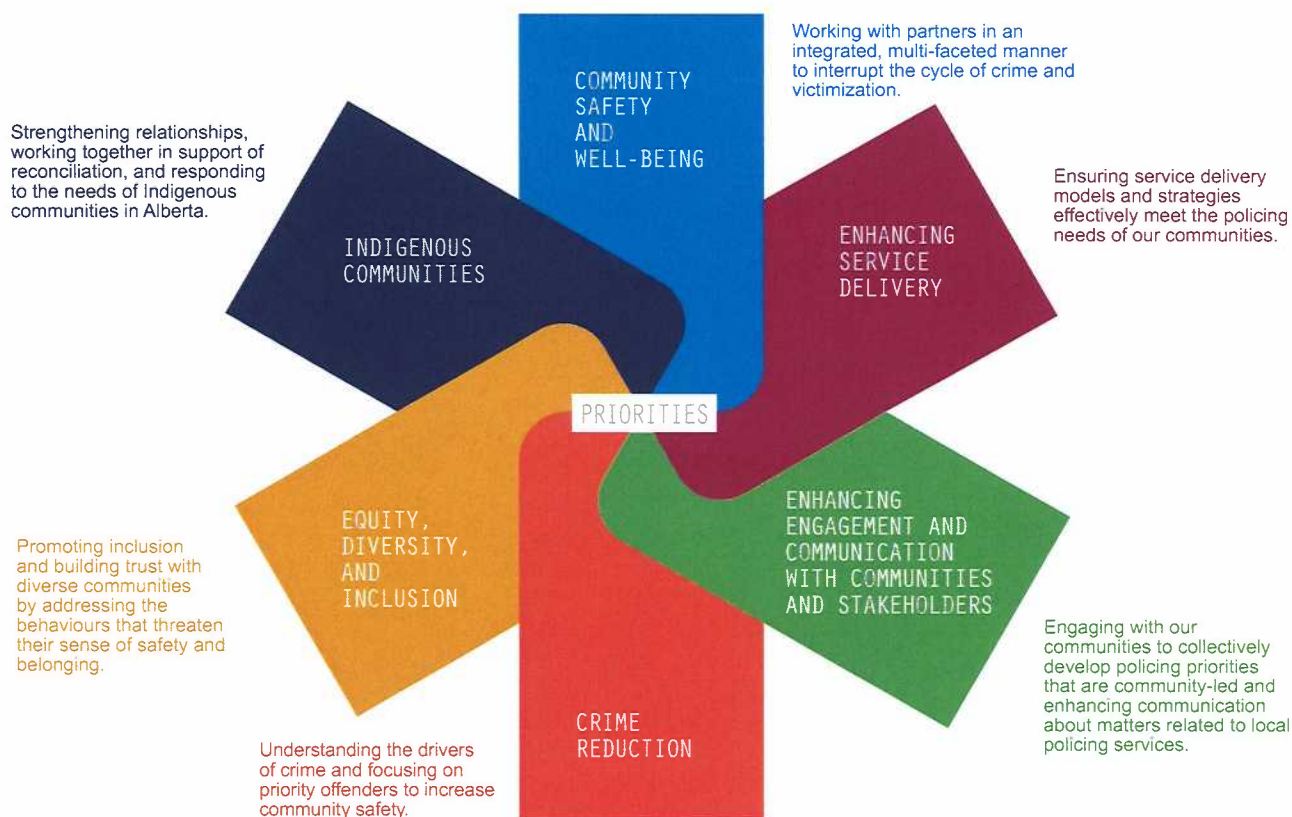 COMMUNITY
SAFETY
AND
WELL-BEING
Working with partners in an
integrated, multi-faceted manner
to interrupt the cycle of crime and
victimization.
ENHANCING
SERVICE
DELIVERY
Ensuring service delivery
models and strategies
effectively meet the policing
needs of our communities.
ENHANCING
ENGAGEMENT AND
COMMUNICATION
WITH COMMUNITIES
AND STAKEHOLDERS
Engaging with our
communities to collectively
develop policing priorities
that are community-led and
enhancing communication
about matters related to local
policing services.
CRIME
REDUCTION
Understanding the drivers
of crime and focusing on
priority offenders to increase
community safety.
EQUITY,
DIVERSITY,
AND
INCLUSION
Promoting inclusion
and building trust with
diverse communities
by addressing the
behaviours that threaten
their sense of safety and
belonging.
INDIGENOUS
COMMUNITIES
Strengthening relationships,
working together in support of
reconciliation, and responding
to the needs of Indigenous
communities in Alberta.
PRIORITIES